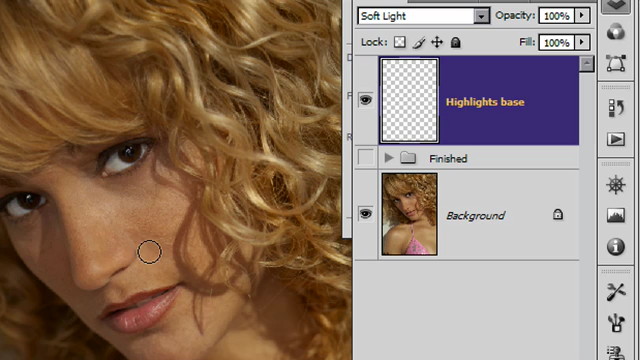 Soft Light
Opacity: 100%
Lock:
Fill: 100%
D
F
R
Highlights base
Finished
Background